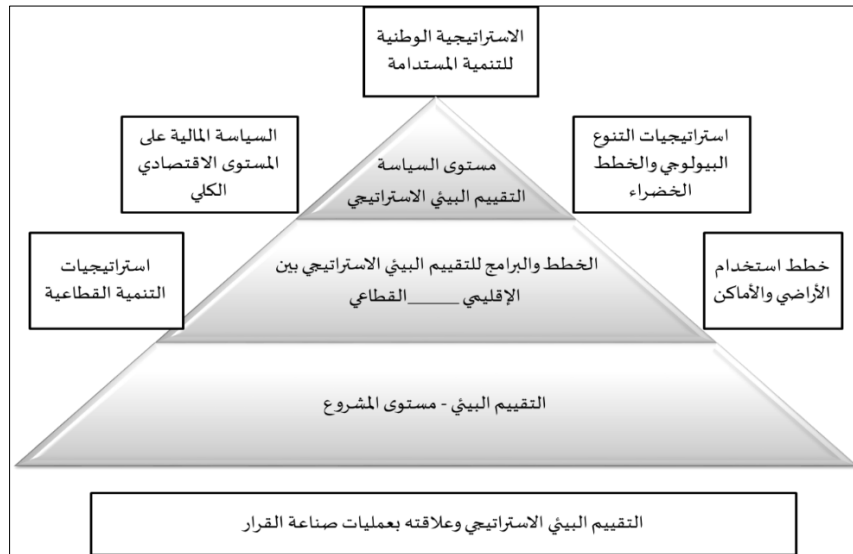 الاستراتيجية الوطنية
للتنمية المستدامة
استراتيجيات التنوع
البيولوجي والخطط
الخضراء
السياسة المالية على
المستوى الاقتصادي
الكلي
مستوى السياسة
التقييم البيئي الاستراتيجي
خطط استخدام
الأراضي والأماكن
استراتيجيات
التنمية القطاعية
الخطط والبرامج للتقييم البيئي الاستراتيجي بين
الإقليمي _____القطاعي
التقييم البيئي - مستوى المشروع
التقييم البيئي الاستراتيجي وعلاقته بعمليات صناعة القرار